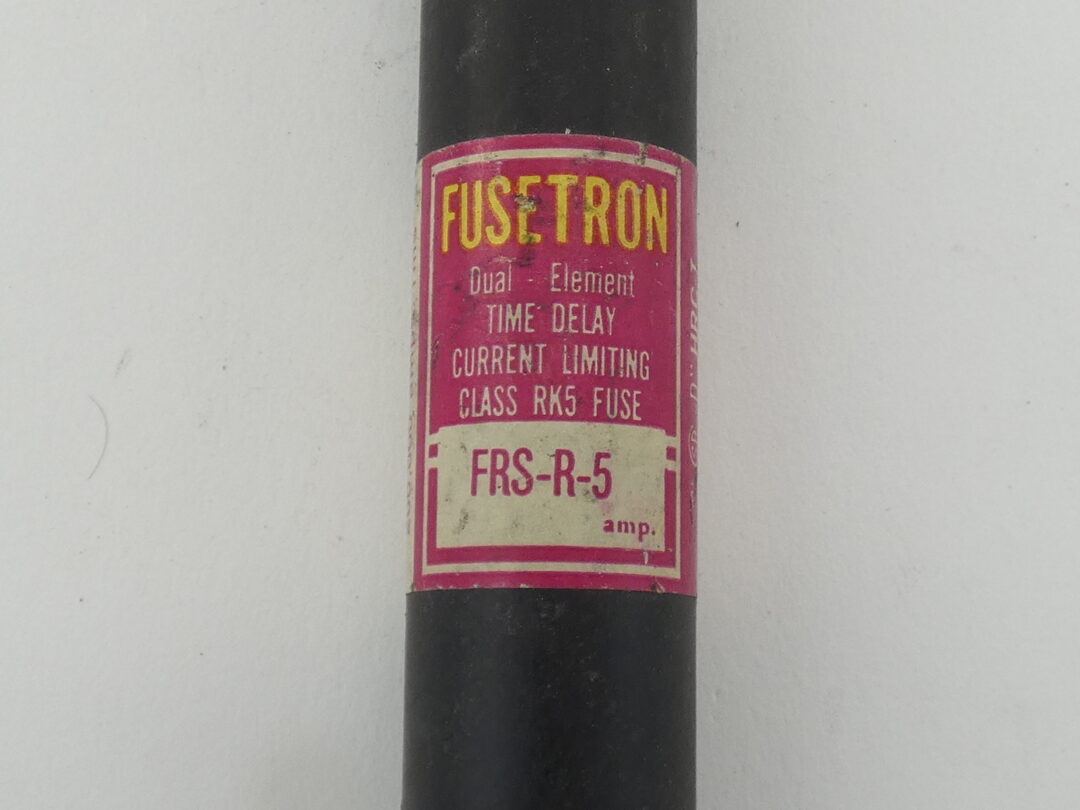 FUSETRON
Dual - Element
TIME DELAY
CURRENT LIMITING
CLASS RK5 FUSE
FRS-R-5
amp.